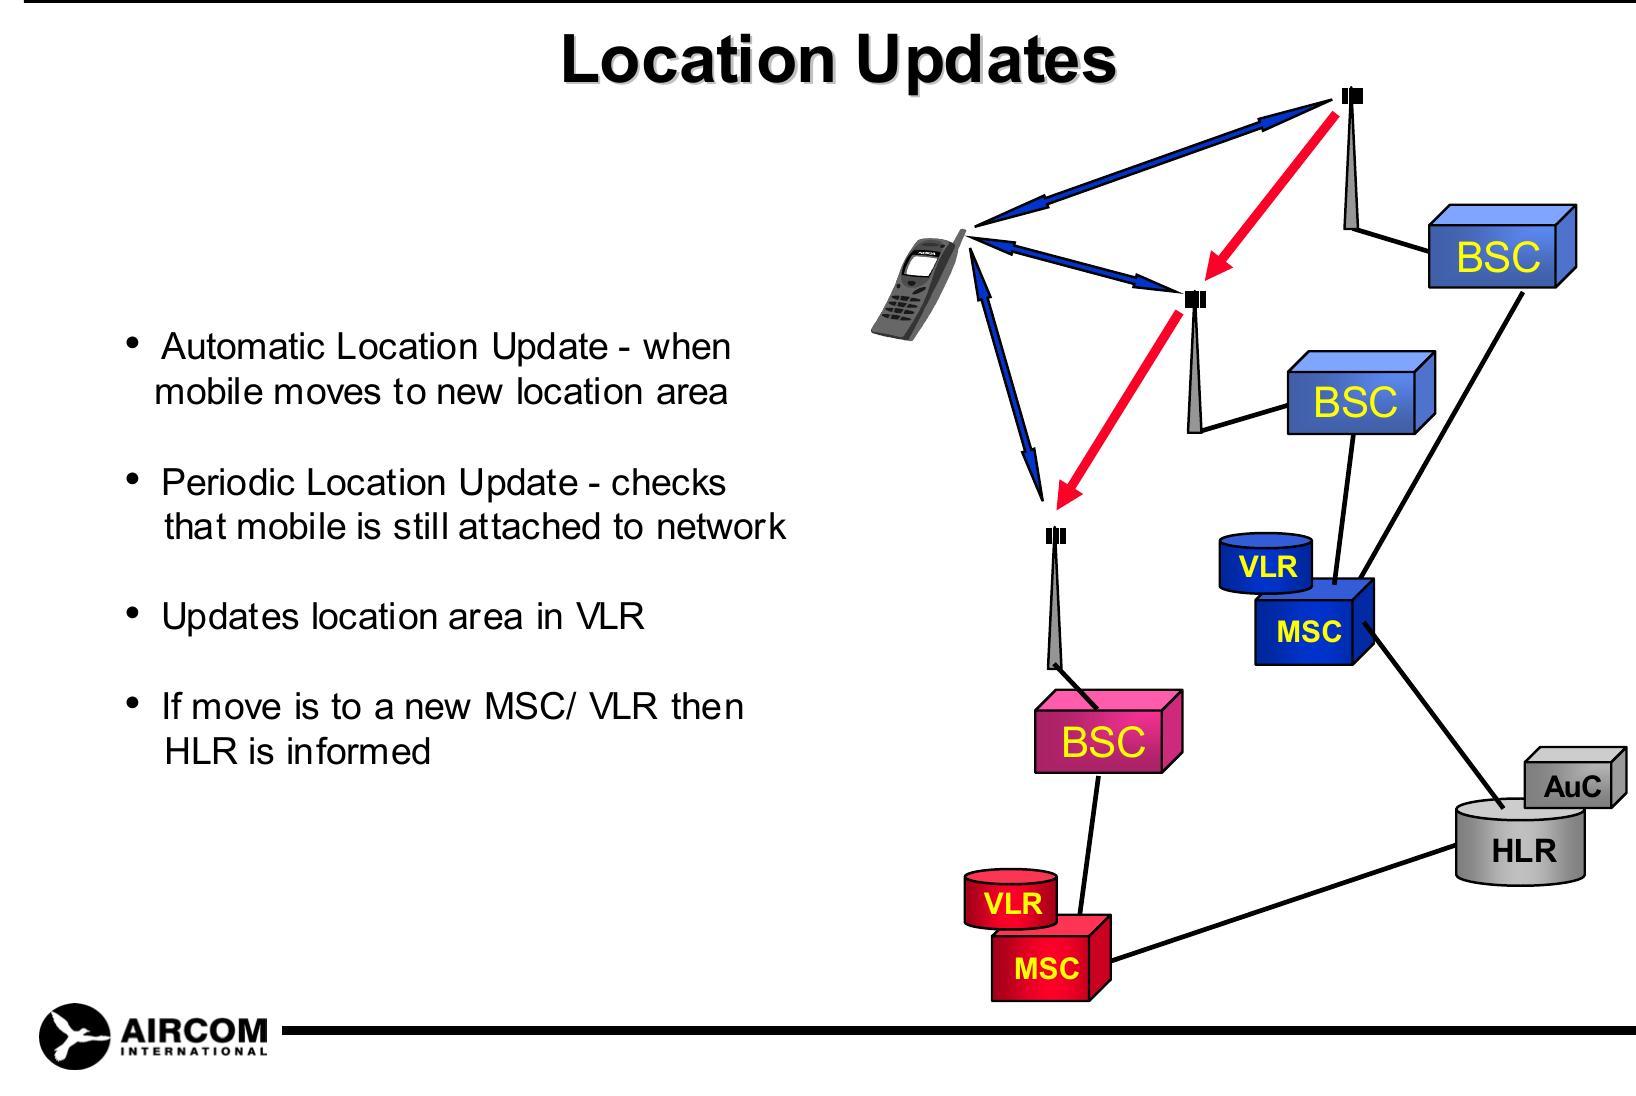 Location Updates
• Automatic Location Update - when
mobile moves to new location area
• Periodic Location Update - checks
that mobile is still attached to network
• Updates location area in VLR
• If move is to a new MSC/ VLR then
HLR is informed
NOKIA
BSC
BSC
VLR
MSC
BSC
AuC
HLR
VLR
MSC
AIRCOM
INTERNATIONAL